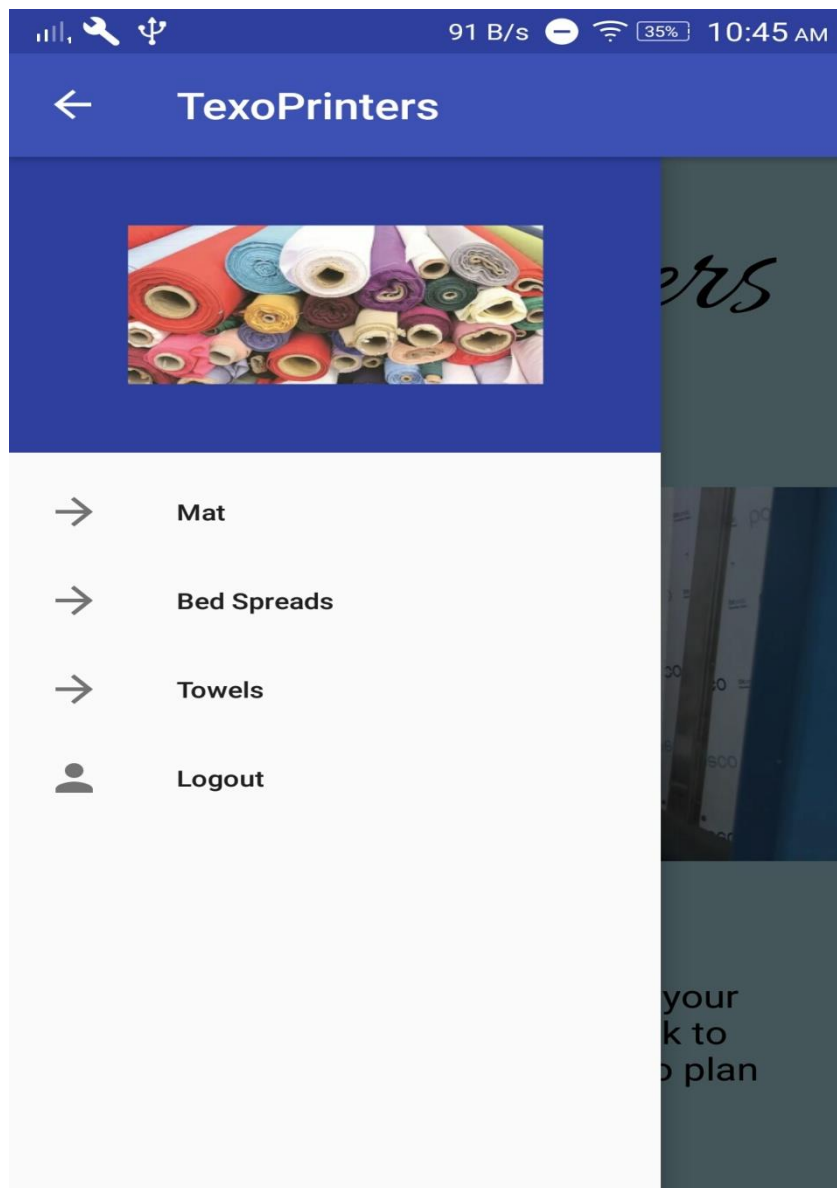 91 B/s 35% 10:45 AM
TexoPrinters
ers
Mat
Bed Spreads
Towels
Logout
your
k to
o plan